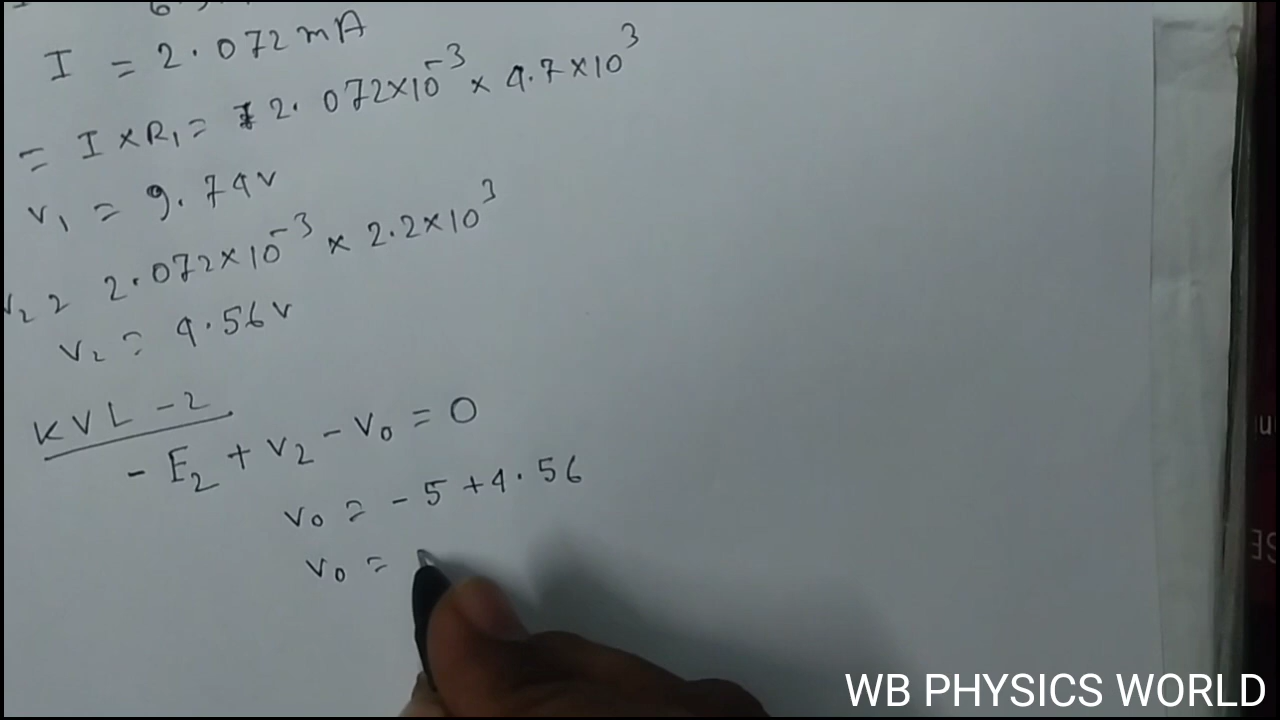 I = 2.072 mA
= I × R₁ = 2.072×10⁻³ × 4.7×10³
V₁ = 9.74V
V₂ = 2.072×10⁻³ × 2.2×10³
V₂ = 4.56V
KVL-2
- E₂ + V₂ - V₀ = 0
V₀ = - 5 + 4.56
V₀ =
WB PHYSICS WORLD